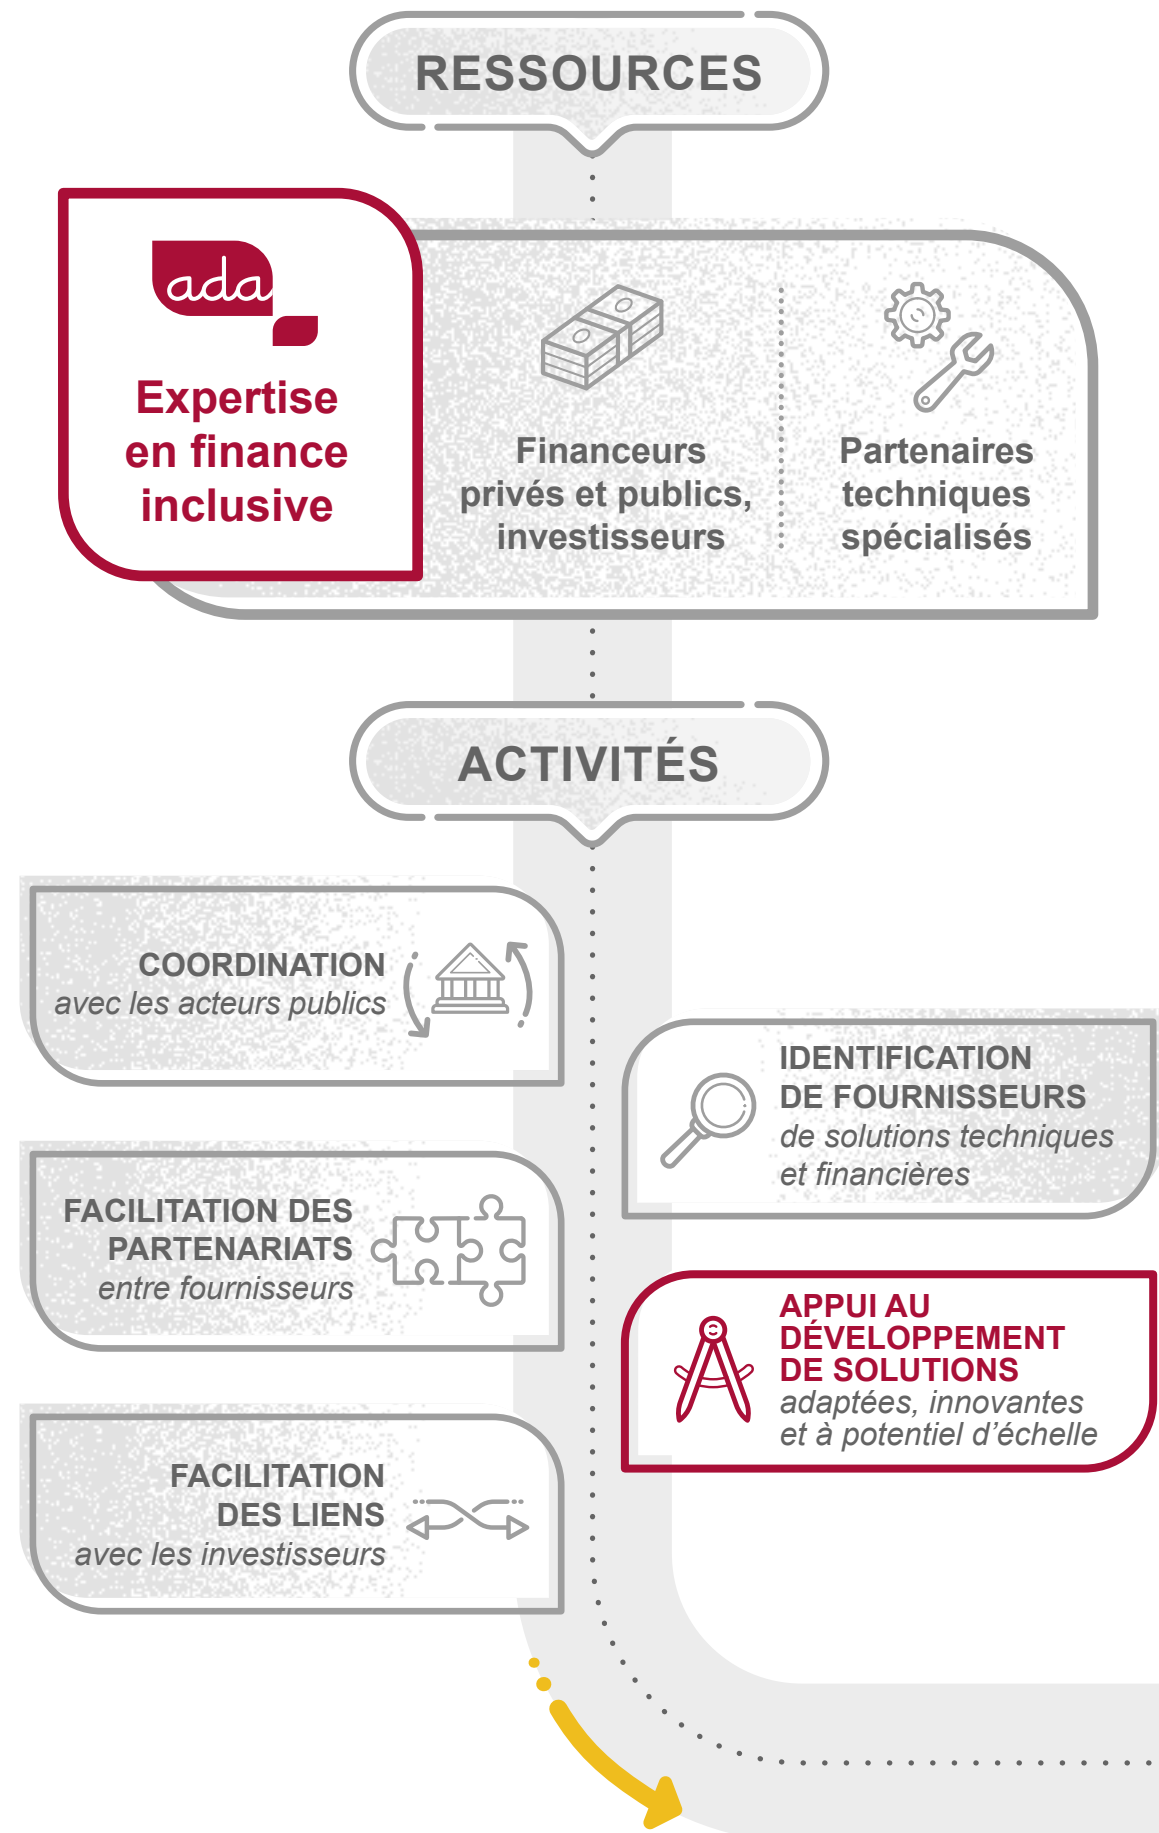 RESSOURCES
ada
Expertise
en finance
inclusive
Financeurs
privés et publics,
investisseurs
Partenaires
techniques
spécialisés
ACTIVITÉS
COORDINATION
avec les acteurs publics
IDENTIFICATION
DE FOURNISSEURS
de solutions techniques
et financières
FACILITATION DES
PARTENARIATS
entre fournisseurs
APPUI AU
DÉVELOPPEMENT
DE SOLUTIONS
adaptées, innovantes
et à potentiel d’échelle
FACILITATION
DES LIENS
avec les investisseurs